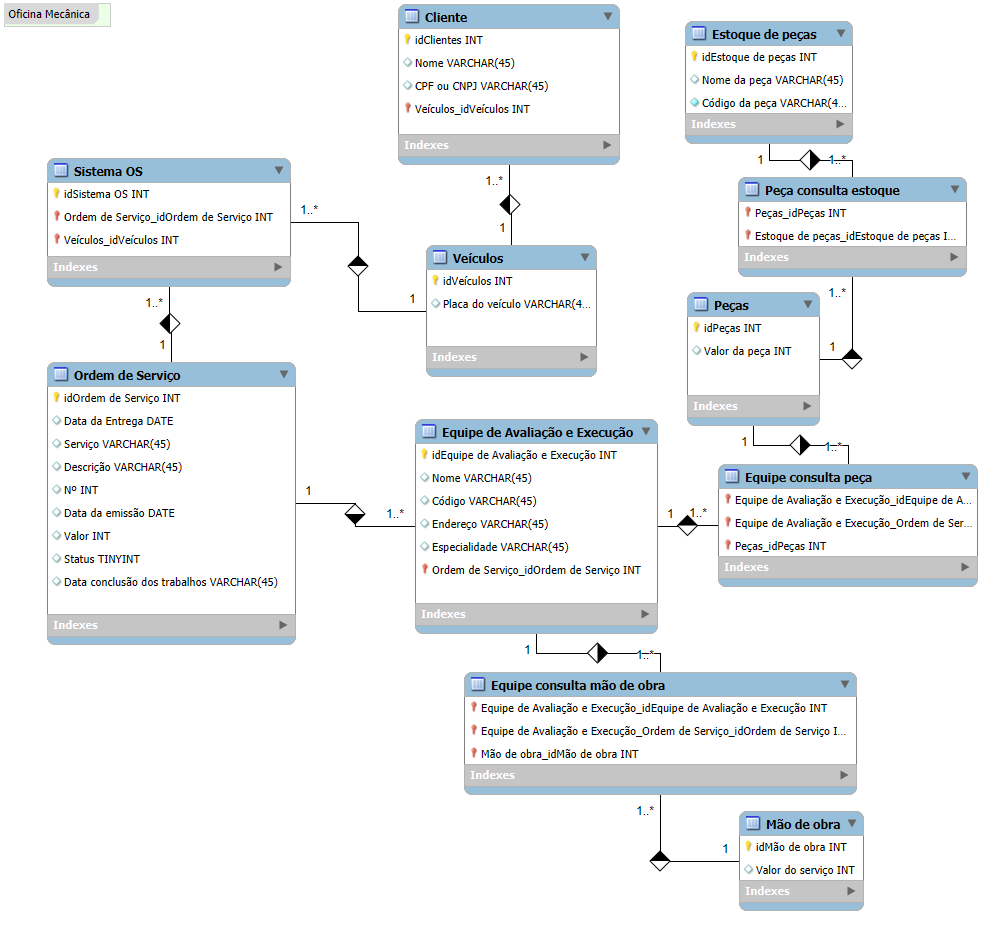 Oficina Mecânica
Cliente
idClientes INT
Nome VARCHAR(45)
CPF ou CNPJ VARCHAR(45)
Veículos_idVeículos INT
Indexes
Estoque de peças
idEstoque de peças INT
Nome da peça VARCHAR(45)
Código da peça VARCHAR(4...
Indexes
1
1..*
Peça consulta estoque
Peças_idPeças INT
Estoque de peças_idEstoque de peças I...
Indexes
Sistema OS
idSistema OS INT
Ordem de Serviço_idOrdem de Serviço INT
Veículos_idVeículos INT
Indexes
1..*
1..*
1
1
Veículos
idVeículos INT
Placa do veículo VARCHAR(4...
Indexes
1..*
1
Peças
idPeças INT
Valor da peça INT
Indexes
1..*
1
1
1..*
Ordem de Serviço
idOrdem de Serviço INT
Data da Entrega DATE
Serviço VARCHAR(45)
Descrição VARCHAR(45)
Nº INT
Data da emissão DATE
Valor INT
Status TINYINT
Data conclusão dos trabalhos VARCHAR(45)
Indexes
1
1..*
Equipe de Avaliação e Execução
idEquipe de Avaliação e Execução INT
Nome VARCHAR(45)
Código VARCHAR(45)
Endereço VARCHAR(45)
Especialidade VARCHAR(45)
Ordem de Serviço_idOrdem de Serviço INT
Indexes
1
1..*
Equipe consulta peça
Equipe de Avaliação e Execução_idEquipe de A...
Equipe de Avaliação e Execução_Ordem de Ser...
Peças_idPeças INT
Indexes
1
1..*
Equipe consulta mão de obra
Equipe de Avaliação e Execução_idEquipe de Avaliação e Execução INT
Equipe de Avaliação e Execução_Ordem de Serviço_idOrdem de Serviço I...
Mão de obra_idMão de obra INT
Indexes
1..*
1
Mão de obra
idMão de obra INT
Valor do serviço INT
Indexes